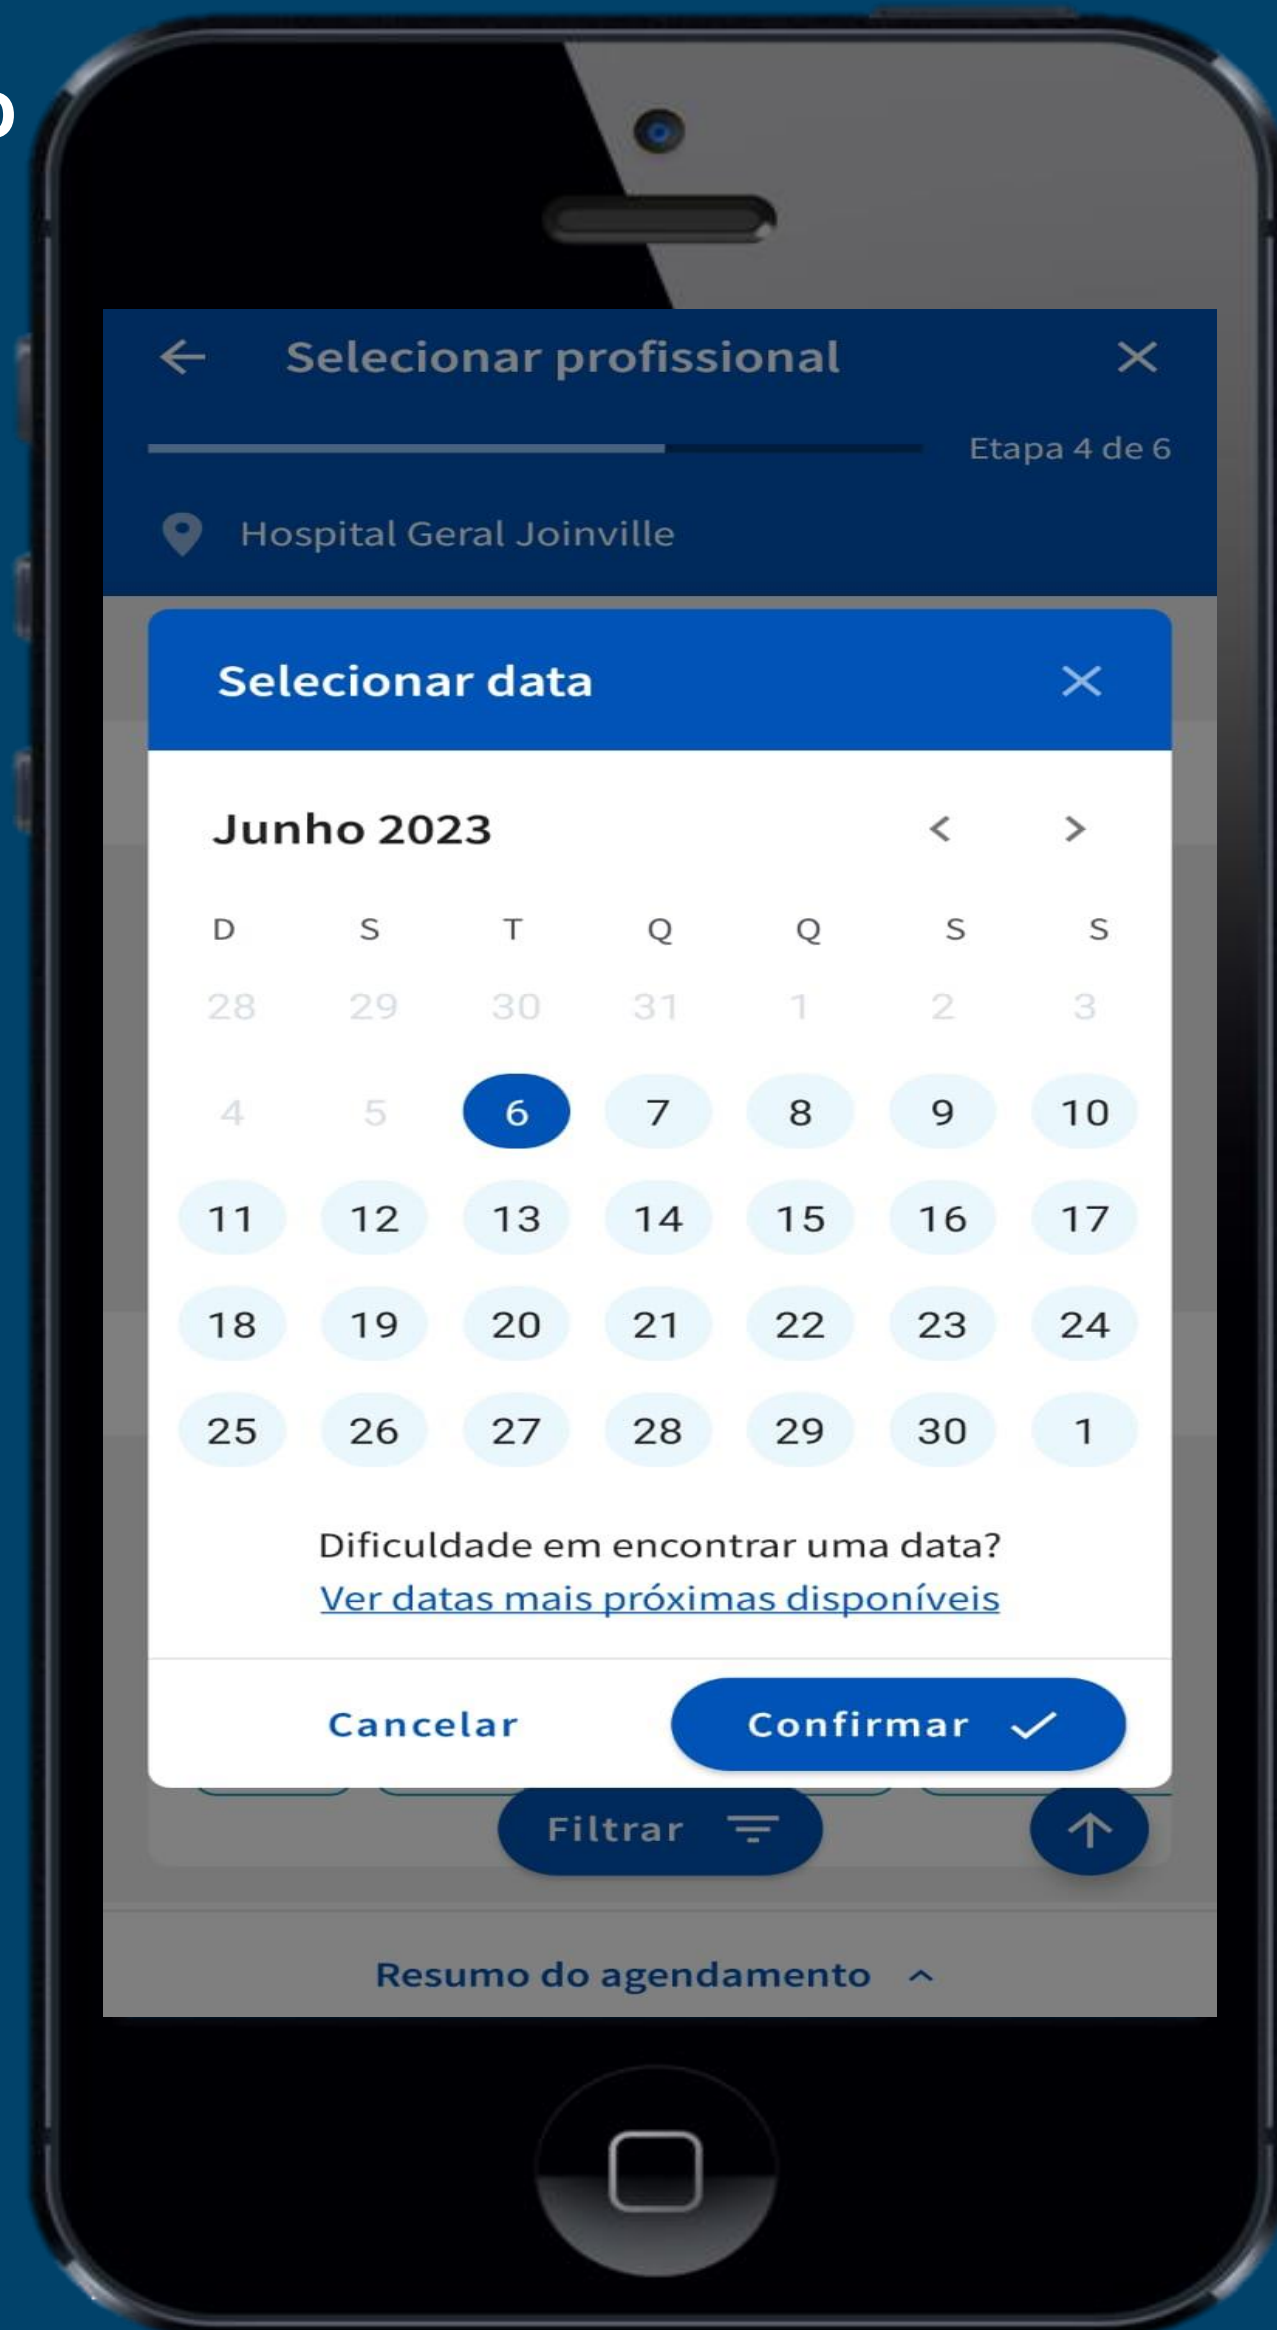 Selecionar profissional
Etapa 4 de 6
Hospital Geral Joinville
Selecionar data
Junho 2023
D S T Q Q S S
28 29 30 31 1 2 3
4 5 6 7 8 9 10
11 12 13 14 15 16 17
18 19 20 21 22 23 24
25 26 27 28 29 30 1
Dificuldade em encontrar uma data?
Ver datas mais próximas disponíveis
Cancelar Confirmar
Filtrar
Resumo do agendamento